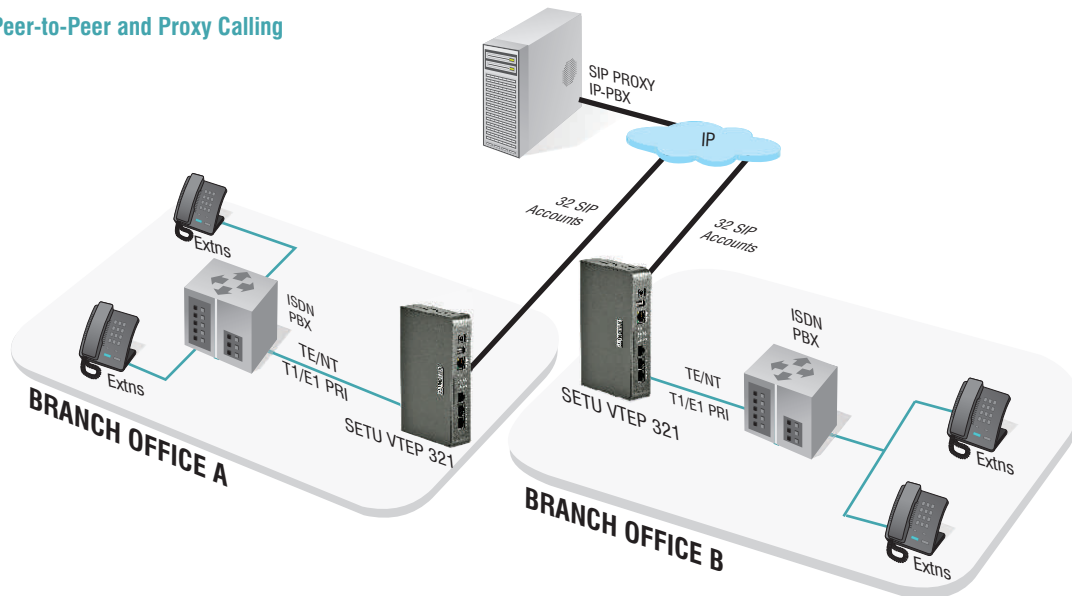 Peer-to-Peer and Proxy Calling
SIP PROXY
IP-PBX
IP
32 SIP
Accounts
32 SIP
Accounts
Extns
ISDN
PBX
Extns
TE/NT
T1/E1 PRI
SETU VTEP 321
BRANCH OFFICE A
ISDN
PBX
TE/NT
T1/E1 PRI
SETU VTEP 321
Extns
Extns
BRANCH OFFICE B